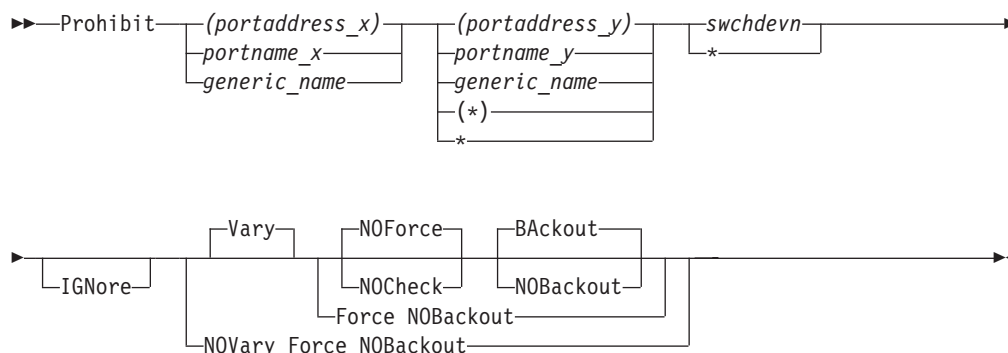 Prohibit (portaddress_x) (portaddress_y) swchdevn
portname_x portname_y *
generic_name generic_name
(*)
*
Vary NOForce BAckout
IGNore NOCheck NOBackout
Force NOBackout
NOVary Force NOBackout